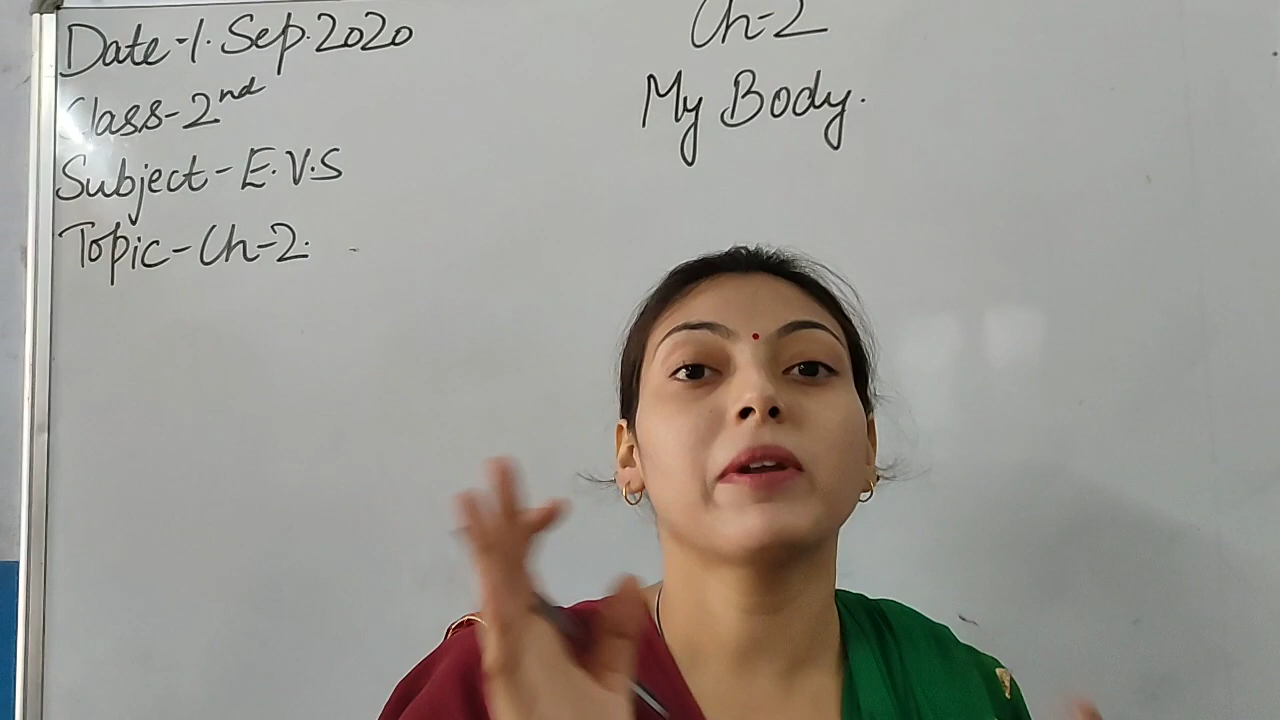 Date-1.Sep.2020
Class-2nd
Subject-E.V.S
Topic-Ch-2.
Ch-2
My Body.